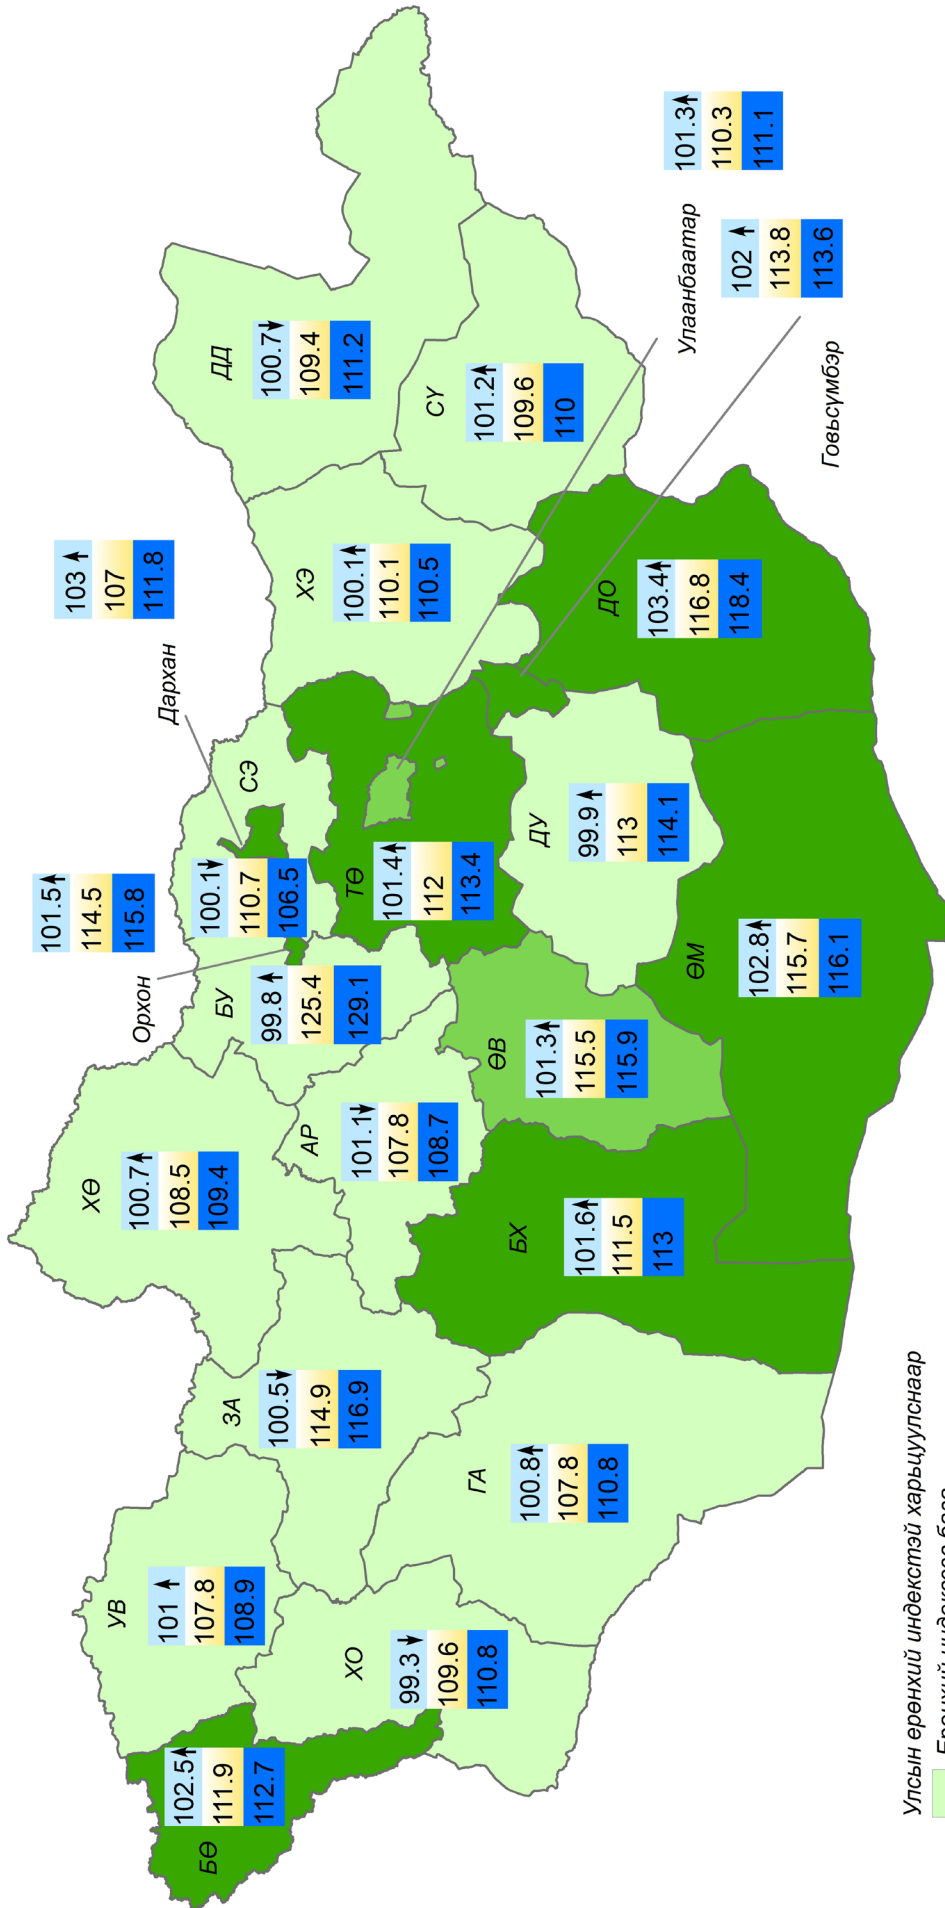 УВ
101
107.8
108.9
БӨ
102.5
111.9
112.7
ХО
99.3
109.6
110.8
ЗА
100.5
114.9
116.9
ГА
100.8
107.8
110.8
ХӨ
100.7
108.5
109.4
АР
101.1
107.8
108.7
БХ
101.6
111.5
113
Орхон
101.5
114.5
115.8
БУ
99.8
125.4
129.1
ӨВ
101.3
115.5
115.9
СЭ
100.1
110.7
106.5
Дархан
103
107
111.8
ТӨ
101.4
112
113.4
ДУ
99.9
113
114.1
ӨМ
102.8
115.7
116.1
ХЭ
100.1
110.1
110.5
ДО
103.4
116.8
118.4
ДД
100.7
109.4
111.2
СҮ
101.2
109.6
110
Улаанбаатар
101.3
110.3
111.1
Говьсүмбэр
102
113.8
113.6
Улсын ерөнхий индекстэй харьцуулснаар
Ерөнхий индексээс бага